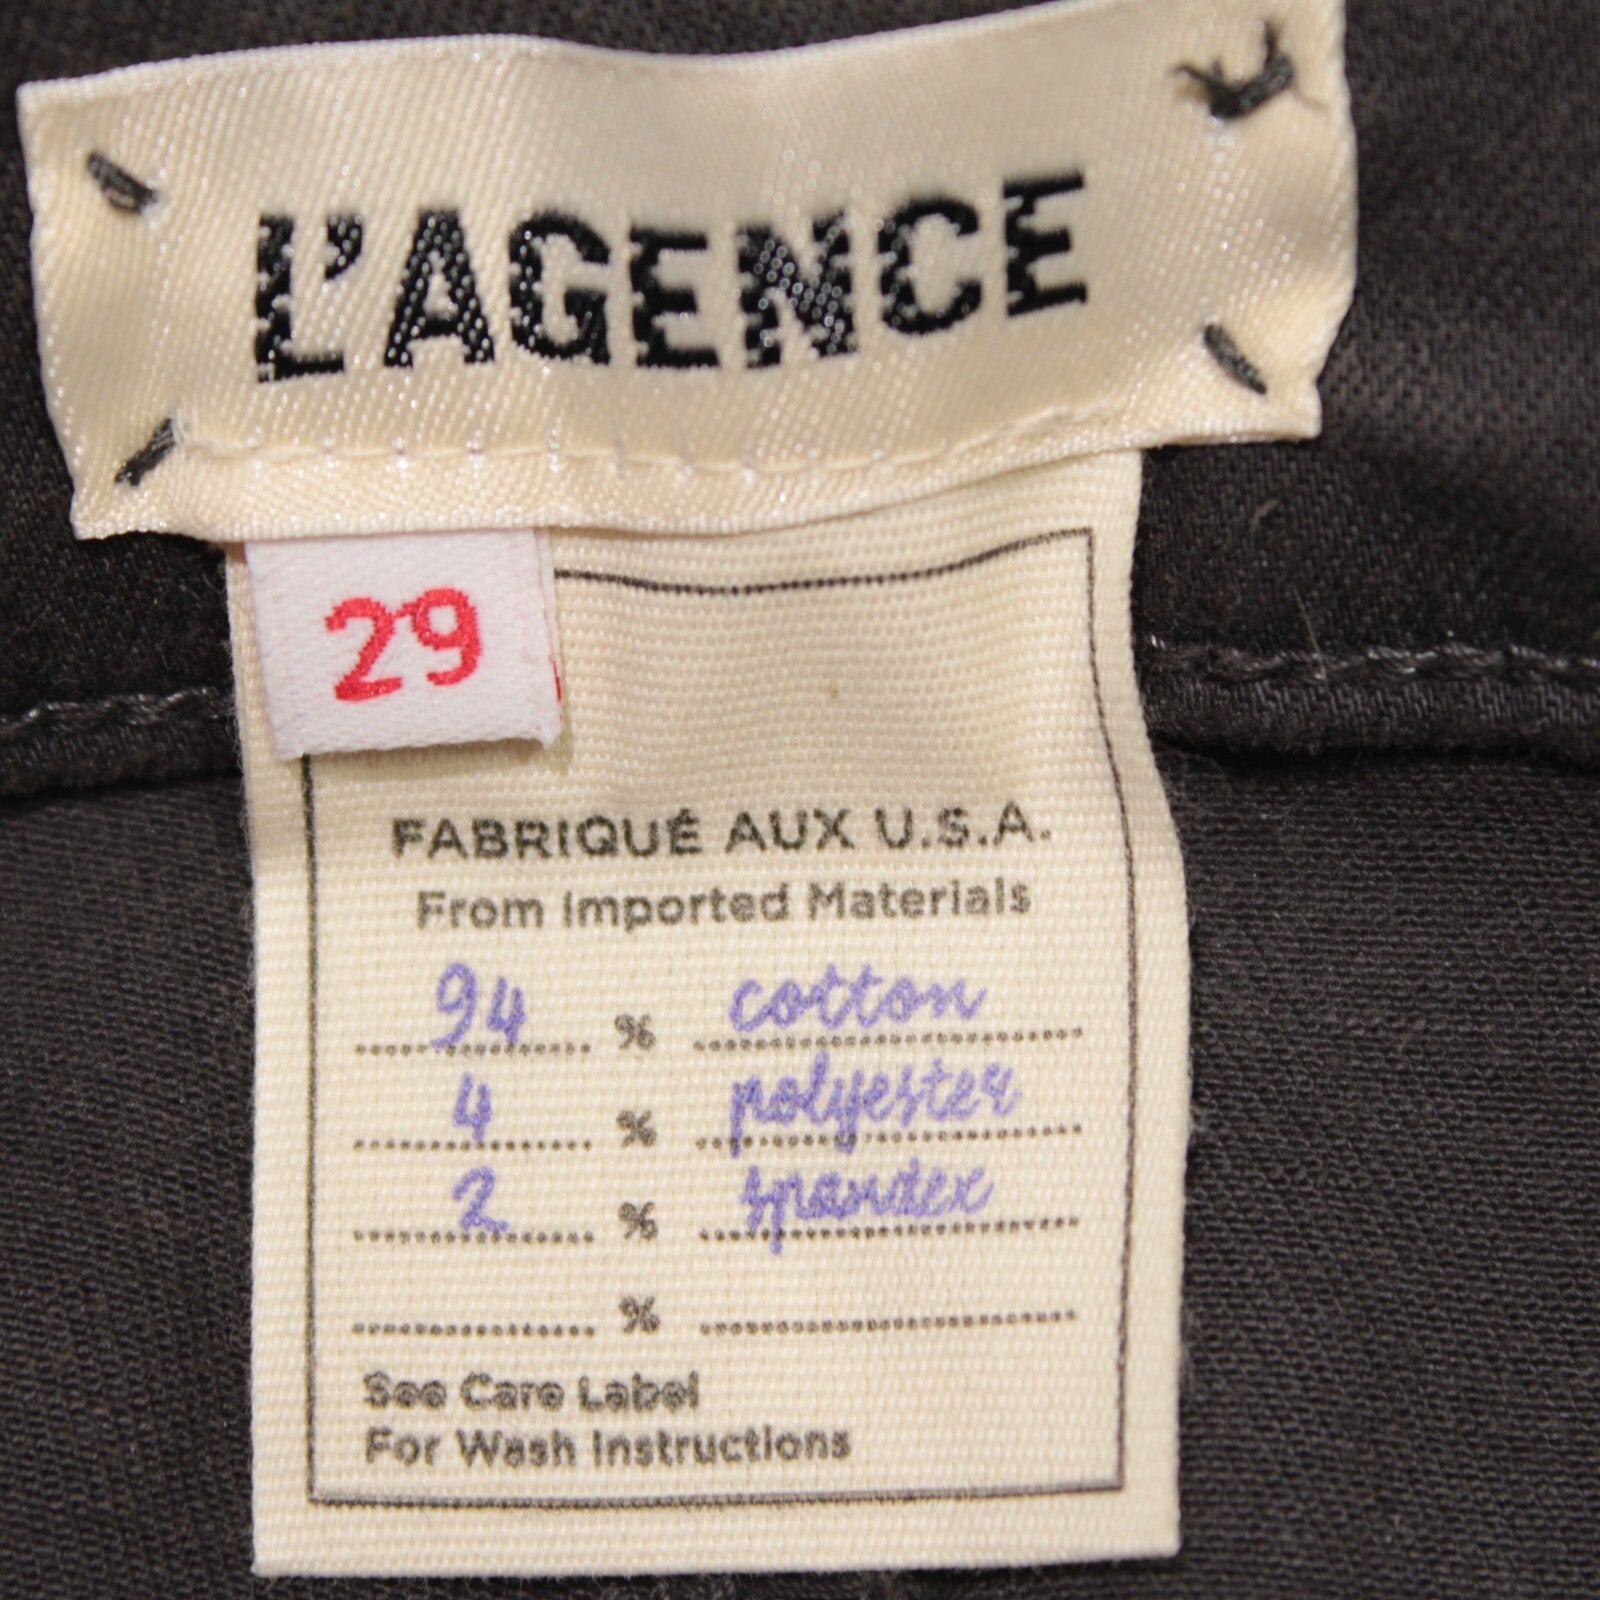 L'AGENCE
29
FABRIQUÉ AUX U.S.A.
From Imported Materials
94 % cotton
4 % polyester
2 % spandex
%
See Care Label
For Wash Instructions